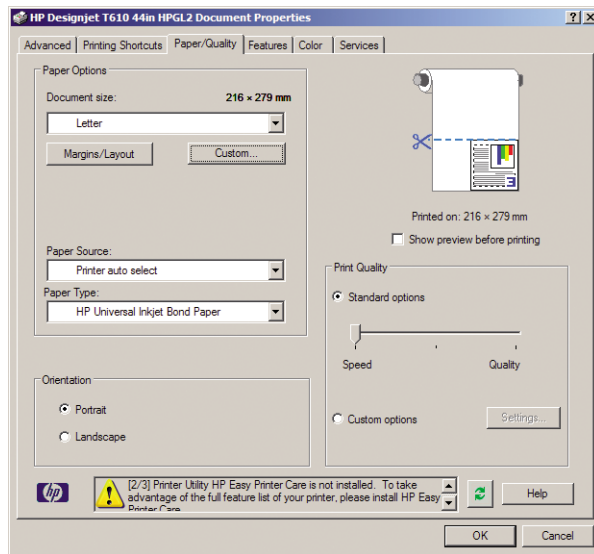 HP Designjet T610 44in HPGL2 Document Properties
Advanced Printing Shortcuts Paper/Quality Features Color Services
Paper Options
Document size: 216 × 279 mm
Letter
Margins/Layout Custom...
3
Printed on: 216 × 279 mm
Show preview before printing
Paper Source:
Printer auto select
Paper Type:
HP Universal Inkjet Bond Paper
Print Quality
Standard options
Speed Quality
Custom options Settings...
Orientation
Portrait
Landscape
hp
[2/3] Printer Utility HP Easy Printer Care is not installed. To take
advantage of the full feature list of your printer, please install HP Easy
Printer Care
Help
OK Cancel